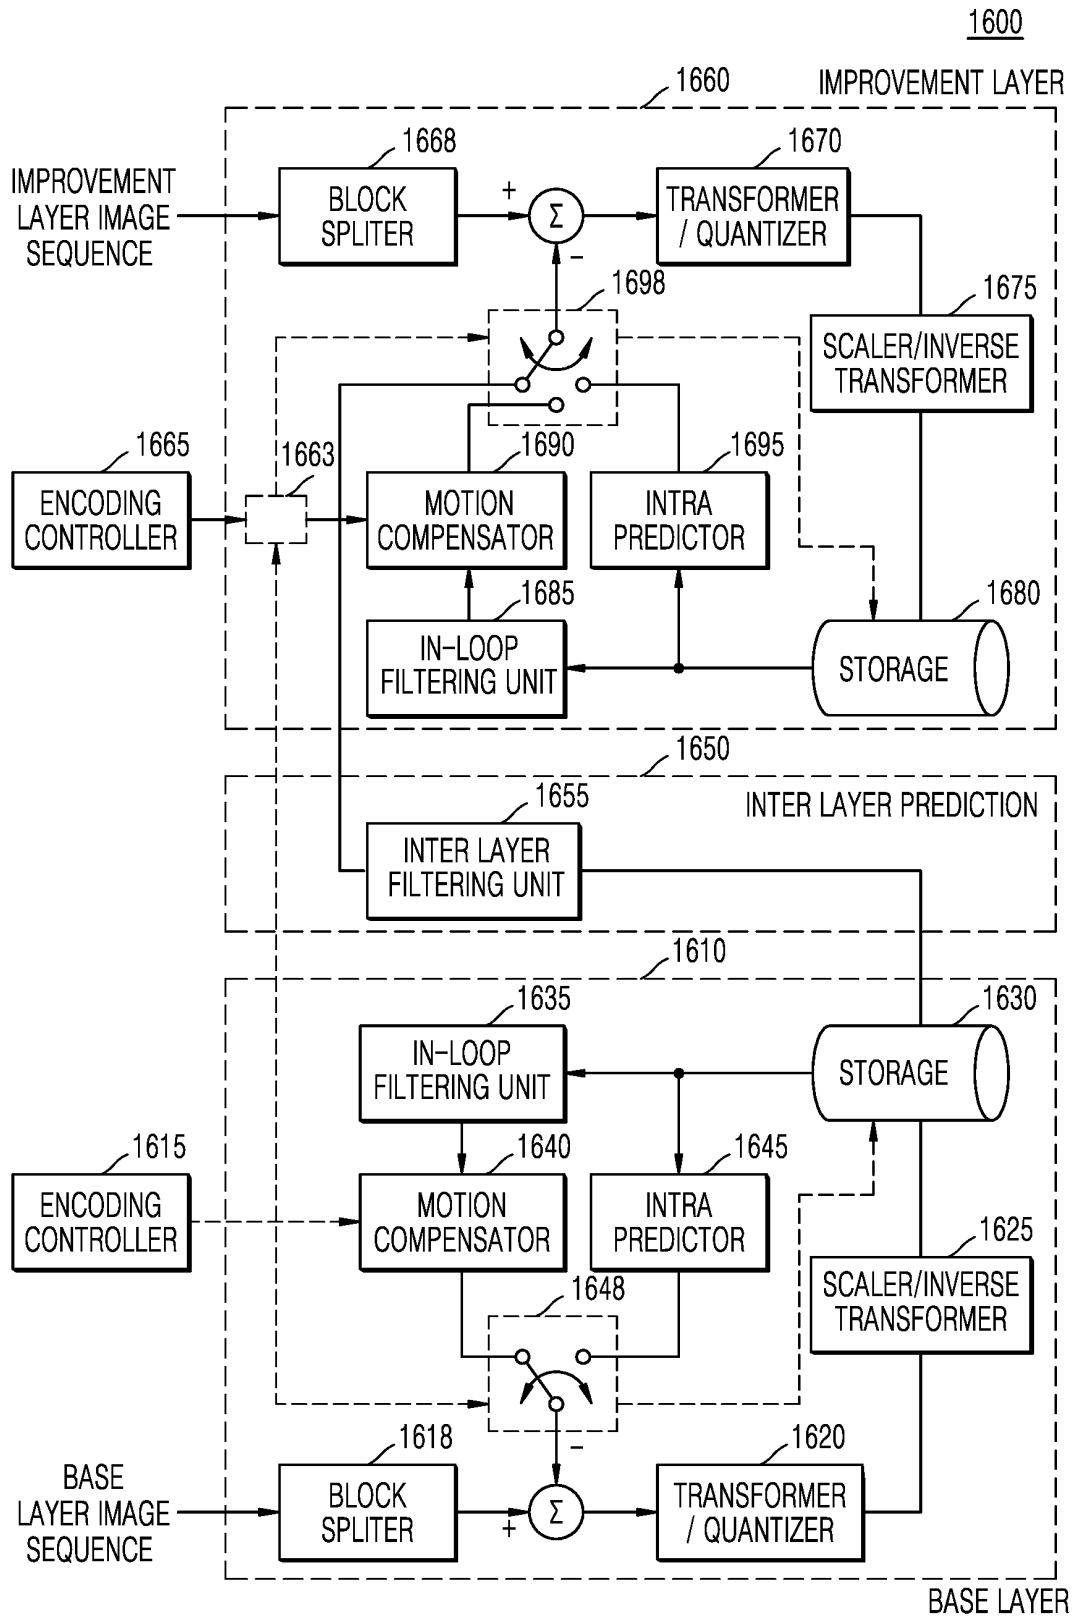 1600
IMPROVEMENT LAYER
1660
1668
1670
IMPROVEMENT
LAYER IMAGE
SEQUENCE
BLOCK
SPLITER
+
Σ
−
TRANSFORMER
/ QUANTIZER
1698
1675
SCALER/INVERSE
TRANSFORMER
1665
1663
1690
1695
ENCODING
CONTROLLER
MOTION
COMPENSATOR
INTRA
PREDICTOR
1685
1680
IN-LOOP
FILTERING UNIT
STORAGE
1650
INTER LAYER PREDICTION
1655
INTER LAYER
FILTERING UNIT
1610
1635
1630
IN-LOOP
FILTERING UNIT
STORAGE
1615
1640
1645
ENCODING
CONTROLLER
MOTION
COMPENSATOR
INTRA
PREDICTOR
1625
SCALER/INVERSE
TRANSFORMER
1648
1618
1620
BASE
LAYER IMAGE
SEQUENCE
BLOCK
SPLITER
−
+
Σ
TRANSFORMER
/ QUANTIZER
BASE LAYER